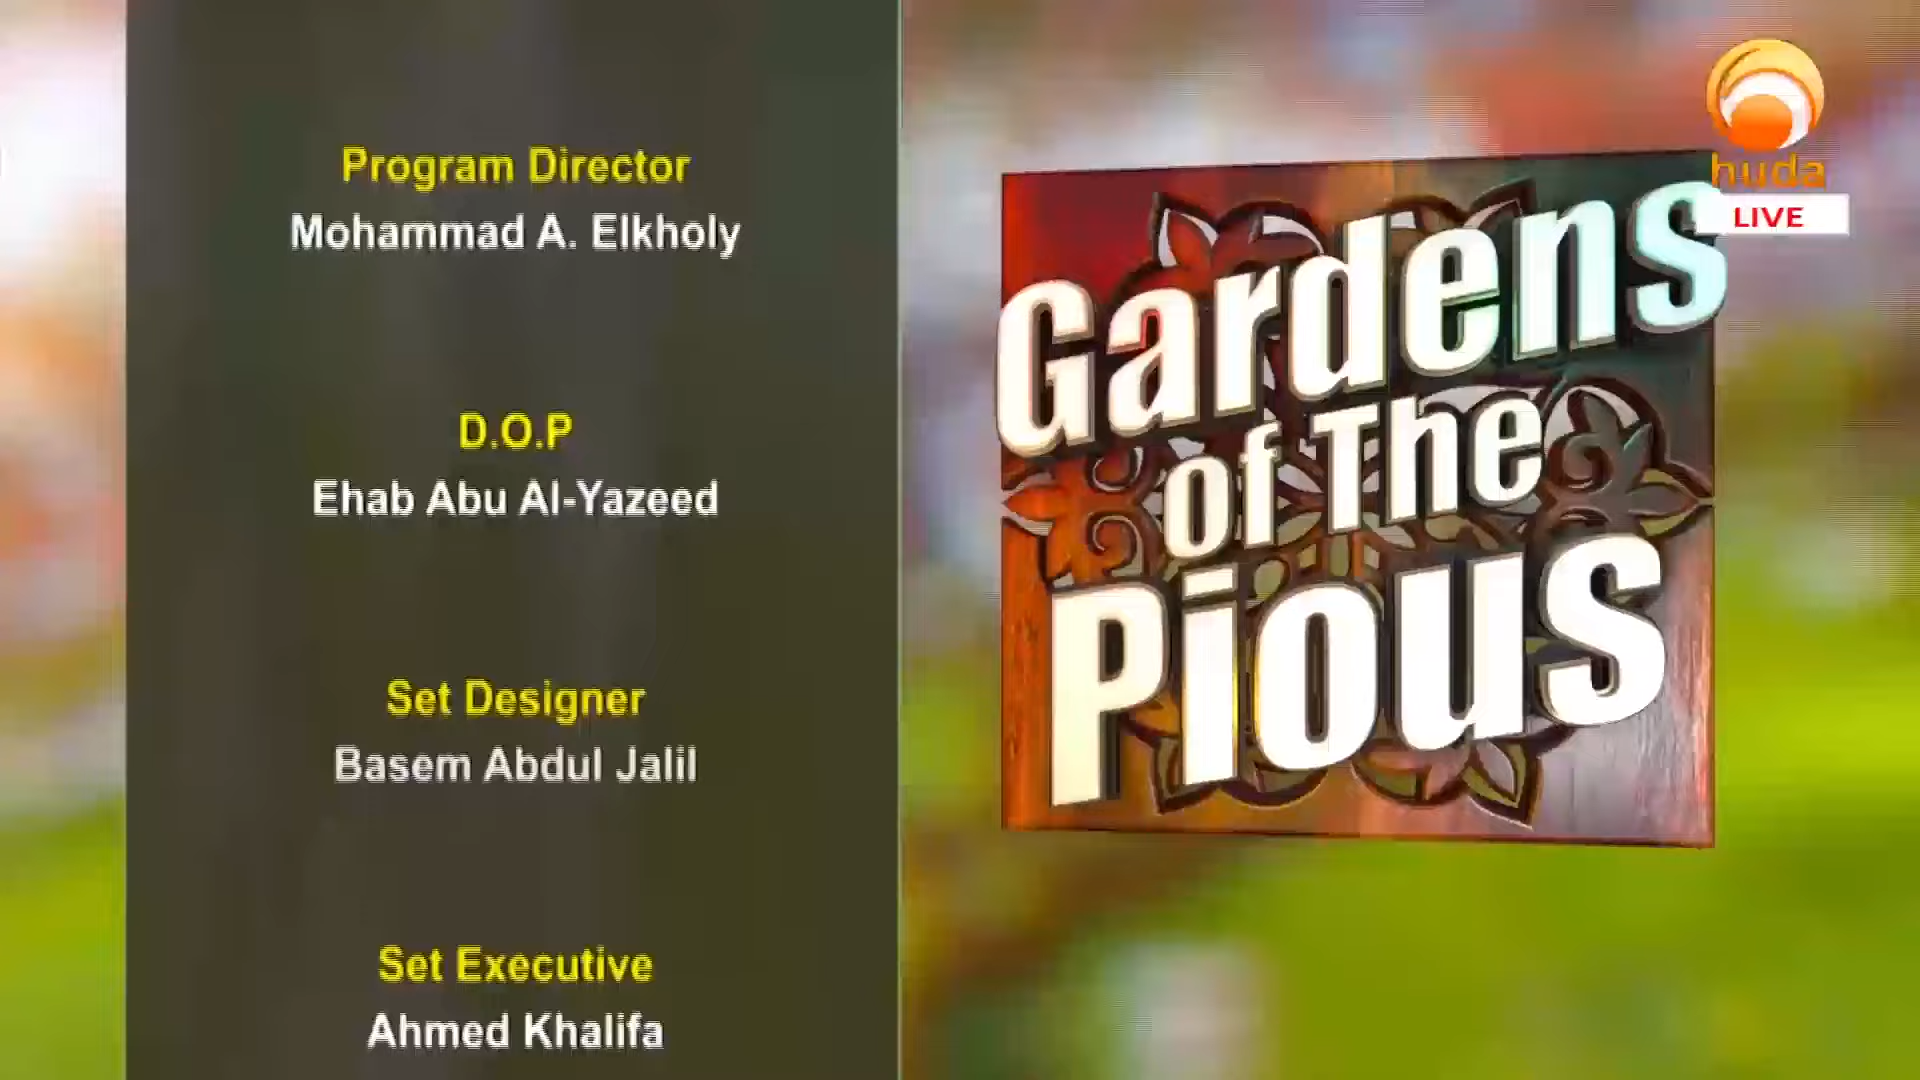 Program Director
Mohammad A. Elkholy
D.O.P
Ehab Abu Al-Yazeed
Set Designer
Basem Abdul Jalil
Set Executive
Ahmed Khalifa
Gardens
of The
Pious
huda
LIVE